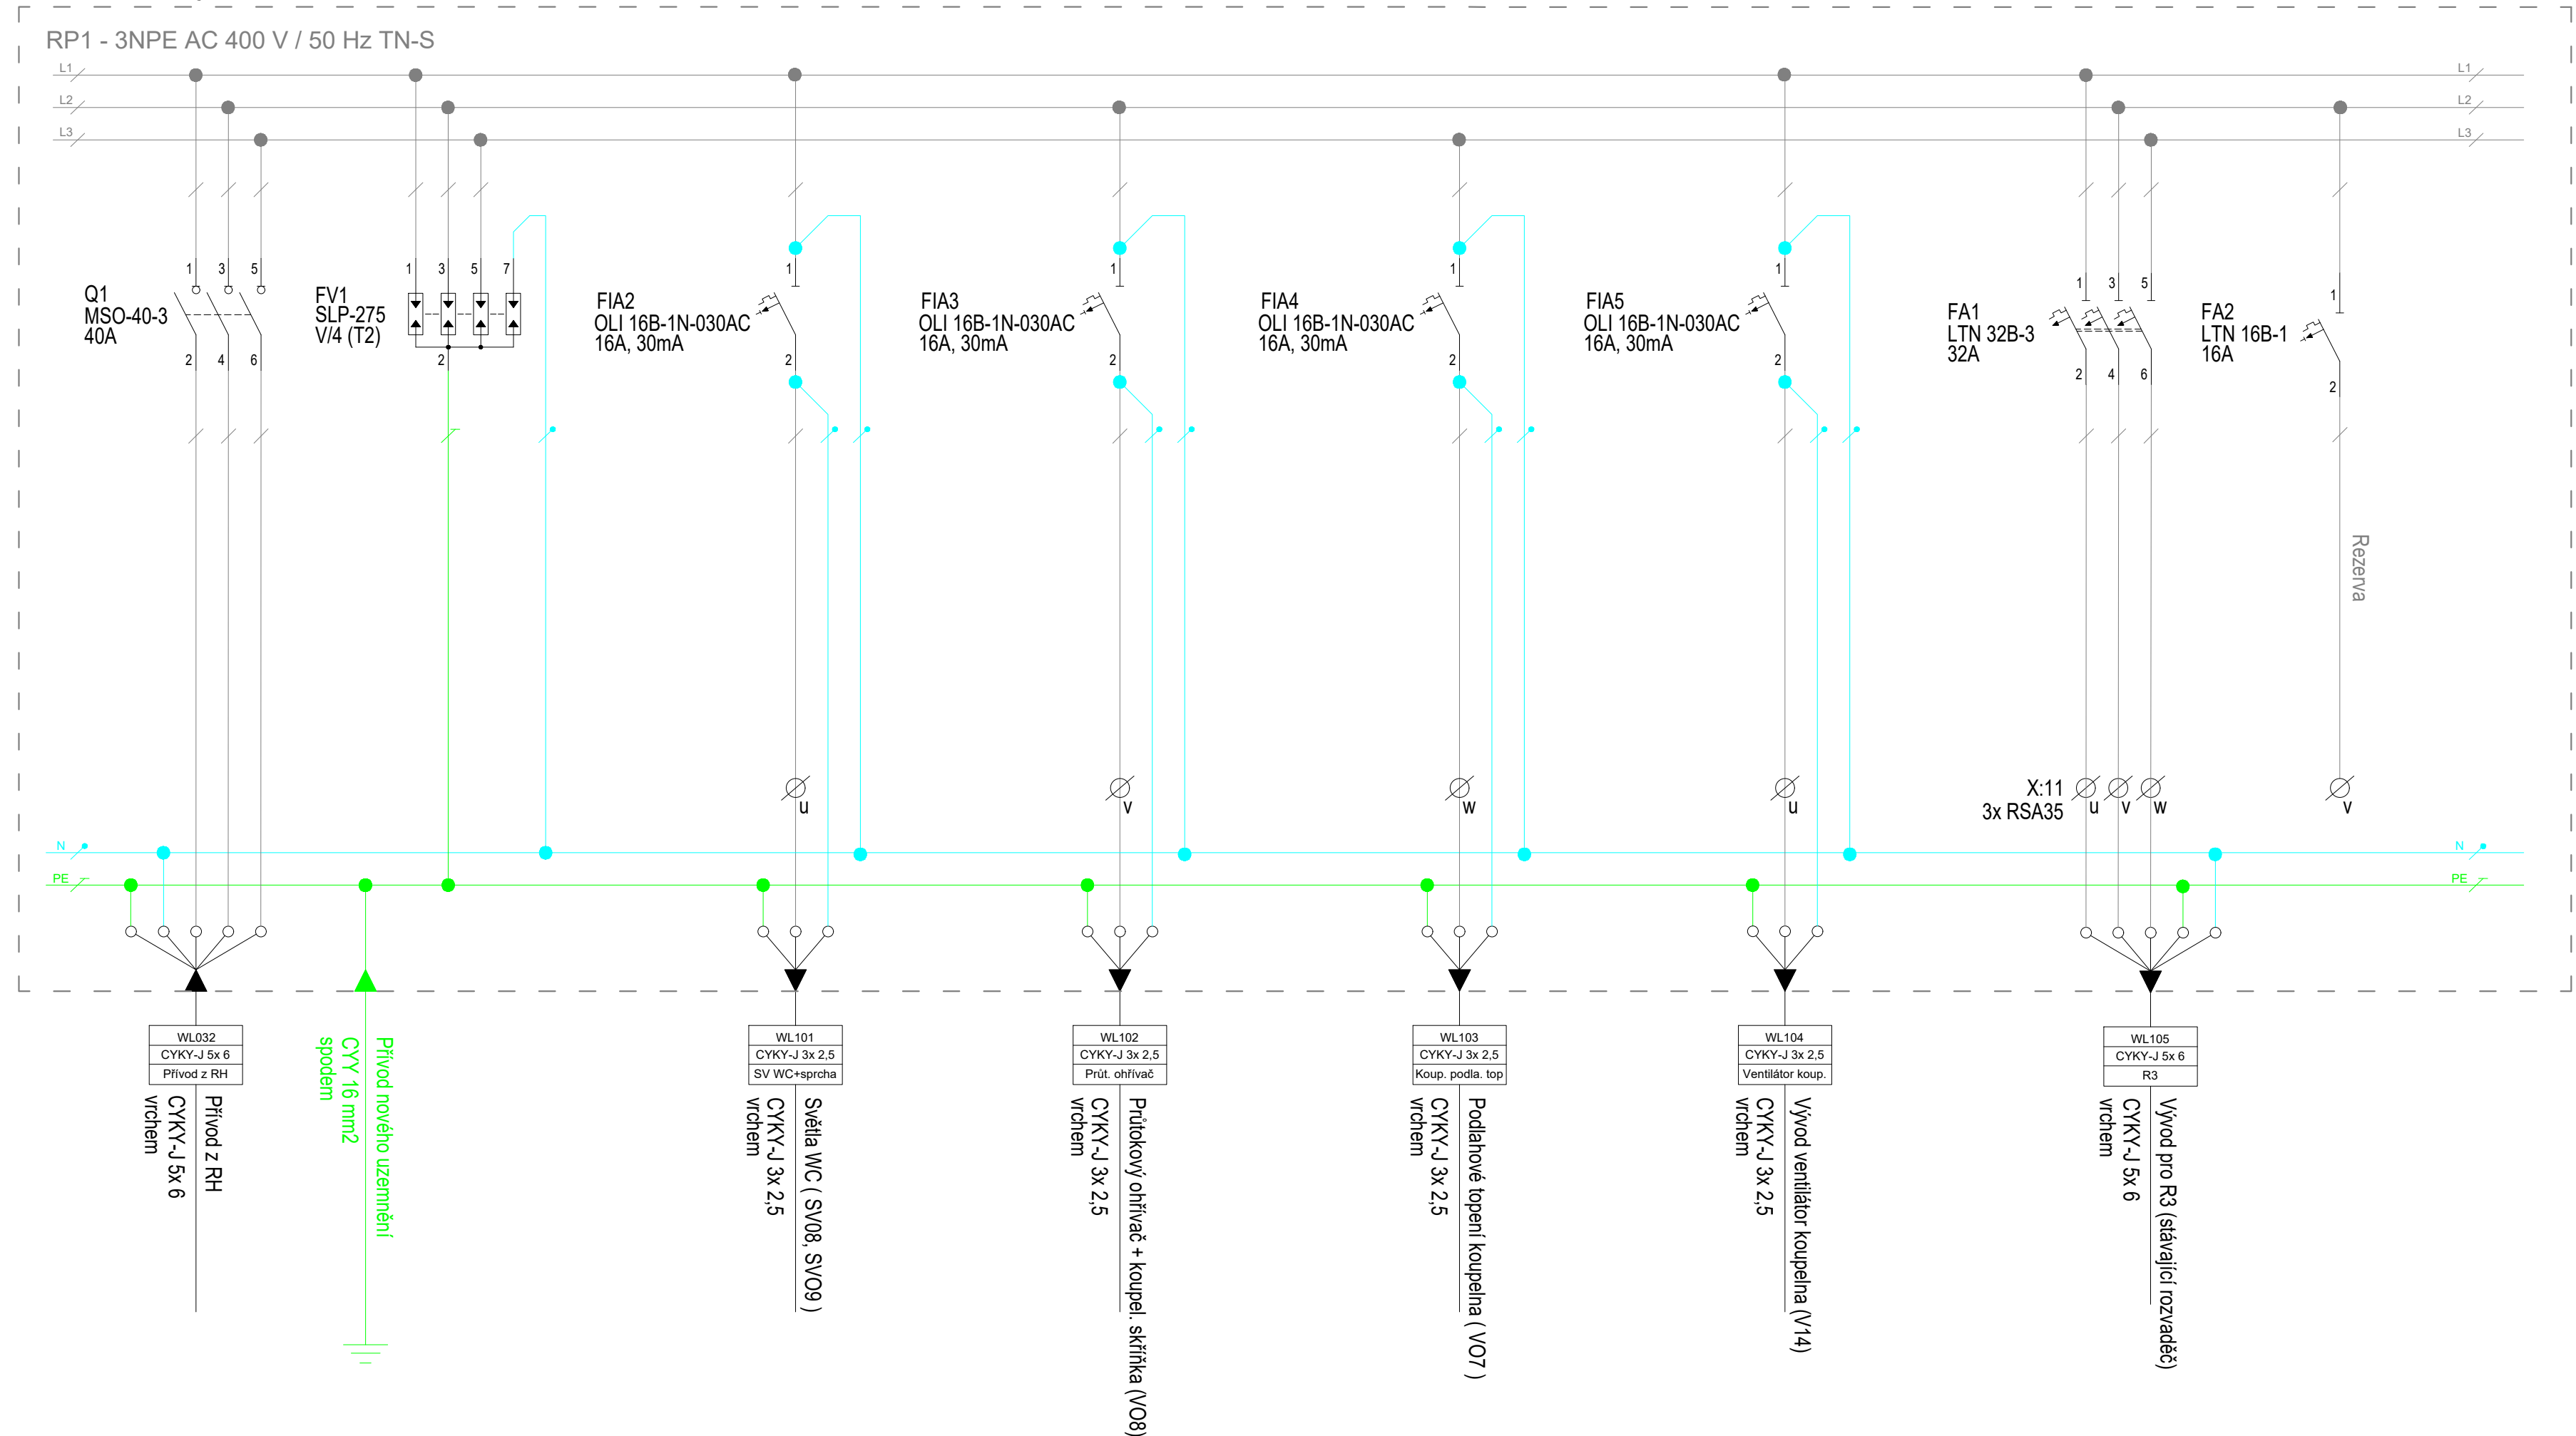 RP1 - 3NPE AC 400 V / 50 Hz TN-S
L1
L1
L2
L2
L3
L3
Q1
MSO-40-3
40A
1
3
5
2
4
6
FV1
SLP-275
V/4 (T2)
1
3
5
7
2
FIA2
OLI 16B-1N-030AC
16A, 30mA
1
2
FIA3
OLI 16B-1N-030AC
16A, 30mA
1
2
FIA4
OLI 16B-1N-030AC
16A, 30mA
1
2
FIA5
OLI 16B-1N-030AC
16A, 30mA
1
2
FA1
LTN 32B-3
32A
1
3
5
2
4
6
FA2
LTN 16B-1
16A
1
2
Rezerva
u
v
w
u
X:11
3x RSA35
u
v
w
v
N
N
PE
PE
WL032
CYKY-J 5x 6
Přívod z RH
Přívod z RH
CYKY-J 5x 6
vrchem
Přívod nového uzemnění
CYY 16 mm2
spodem
WL101
CYKY-J 3x 2,5
SV WC+sprcha
Světla WC ( SV08, SVO9 )
CYKY-J 3x 2,5
vrchem
WL102
CYKY-J 3x 2,5
Průt. ohřívač
Průtokový ohřívač + koupel. skříňka (VO8)
CYKY-J 3x 2,5
vrchem
WL103
CYKY-J 3x 2,5
Koup. podla. top
Podlahové topení koupelna ( VO7 )
CYKY-J 3x 2,5
vrchem
WL104
CYKY-J 3x 2,5
Ventilátor koup.
Vývod ventilátor koupelna (V14)
CYKY-J 3x 2,5
vrchem
WL105
CYKY-J 5x 6
R3
Vývod pro R3 (stávající rozvaděč)
CYKY-J 5x 6
vrchem